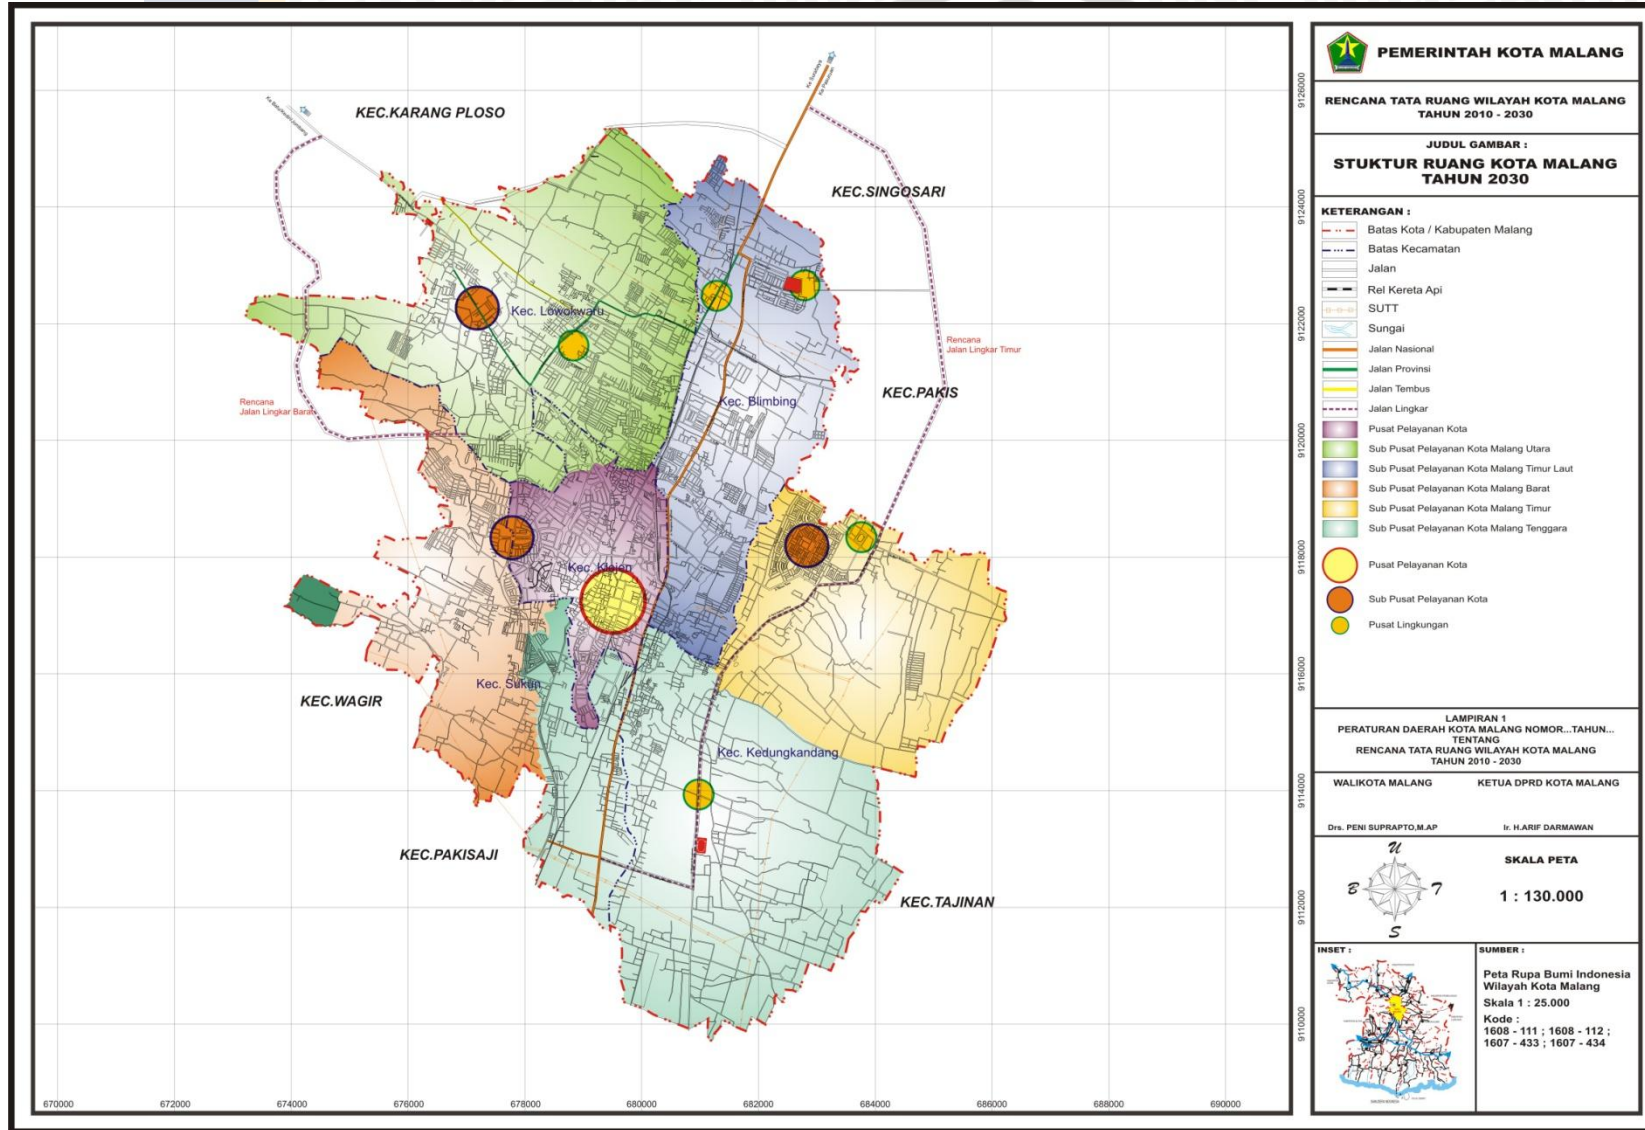 Ke Surabaya
Ke Pasuruan
Ke Batu/Kediri/Jombang
KEC.KARANG PLOSO
KEC.SINGOSARI
Kec. Lowokwaru
Rencana
Jalan Lingkar Timur
KEC.PAKIS
Kec. Blimbing
Rencana
Jalan Lingkar Barat
Kec. Klojen
Kec. Sukun
KEC.WAGIR
Kec. Kedungkandang
KEC.PAKISAJI
KEC.TAJINAN
9126000
9124000
9122000
9120000
9118000
9116000
9114000
9112000
9110000
670000 672000 674000 676000 678000 680000 682000 684000 686000 688000 690000
PEMERINTAH KOTA MALANG
RENCANA TATA RUANG WILAYAH KOTA MALANG
TAHUN 2010 - 2030
JUDUL GAMBAR :
STUKTUR RUANG KOTA MALANG
TAHUN 2030
KETERANGAN :
Batas Kota / Kabupaten Malang
Batas Kecamatan
Jalan
Rel Kereta Api
SUTT
Sungai
Jalan Nasional
Jalan Provinsi
Jalan Tembus
Jalan Lingkar
Pusat Pelayanan Kota
Sub Pusat Pelayanan Kota Malang Utara
Sub Pusat Pelayanan Kota Malang Timur Laut
Sub Pusat Pelayanan Kota Malang Barat
Sub Pusat Pelayanan Kota Malang Timur
Sub Pusat Pelayanan Kota Malang Tenggara
Pusat Pelayanan Kota
Sub Pusat Pelayanan Kota
Pusat Lingkungan
LAMPIRAN 1
PERATURAN DAERAH KOTA MALANG NOMOR...TAHUN...
TENTANG
RENCANA TATA RUANG WILAYAH KOTA MALANG
TAHUN 2010 - 2030
WALIKOTA MALANG
KETUA DPRD KOTA MALANG
Drs. PENI SUPRAPTO,M.AP
Ir. H.ARIF DARMAWAN
U
B
T
S
SKALA PETA
1 : 130.000
INSET :
SUMBER :
Peta Rupa Bumi Indonesia
Wilayah Kota Malang
Skala 1 : 25.000
Kode :
1608 - 111 ; 1608 - 112 ;
1607 - 433 ; 1607 - 434